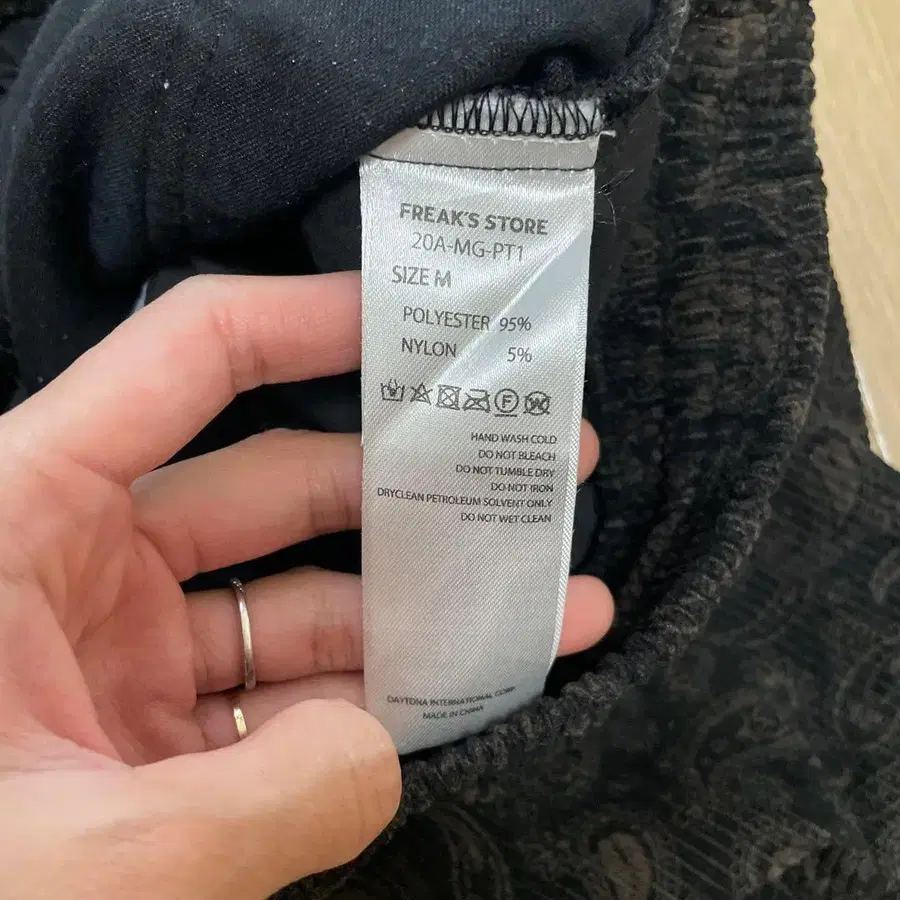 FREAK'S STORE
20A-MG-PT1
SIZE M
POLYESTER 95%
NYLON 5%
F W
HAND WASH COLD
DO NOT BLEACH
DO NOT TUMBLE DRY
DO NOT IRON
DRYCLEAN PETROLEUM SOLVENT ONLY
DO NOT WET CLEAN
DAYTONA INTERNATIONAL CORP.
MADE IN CHINA